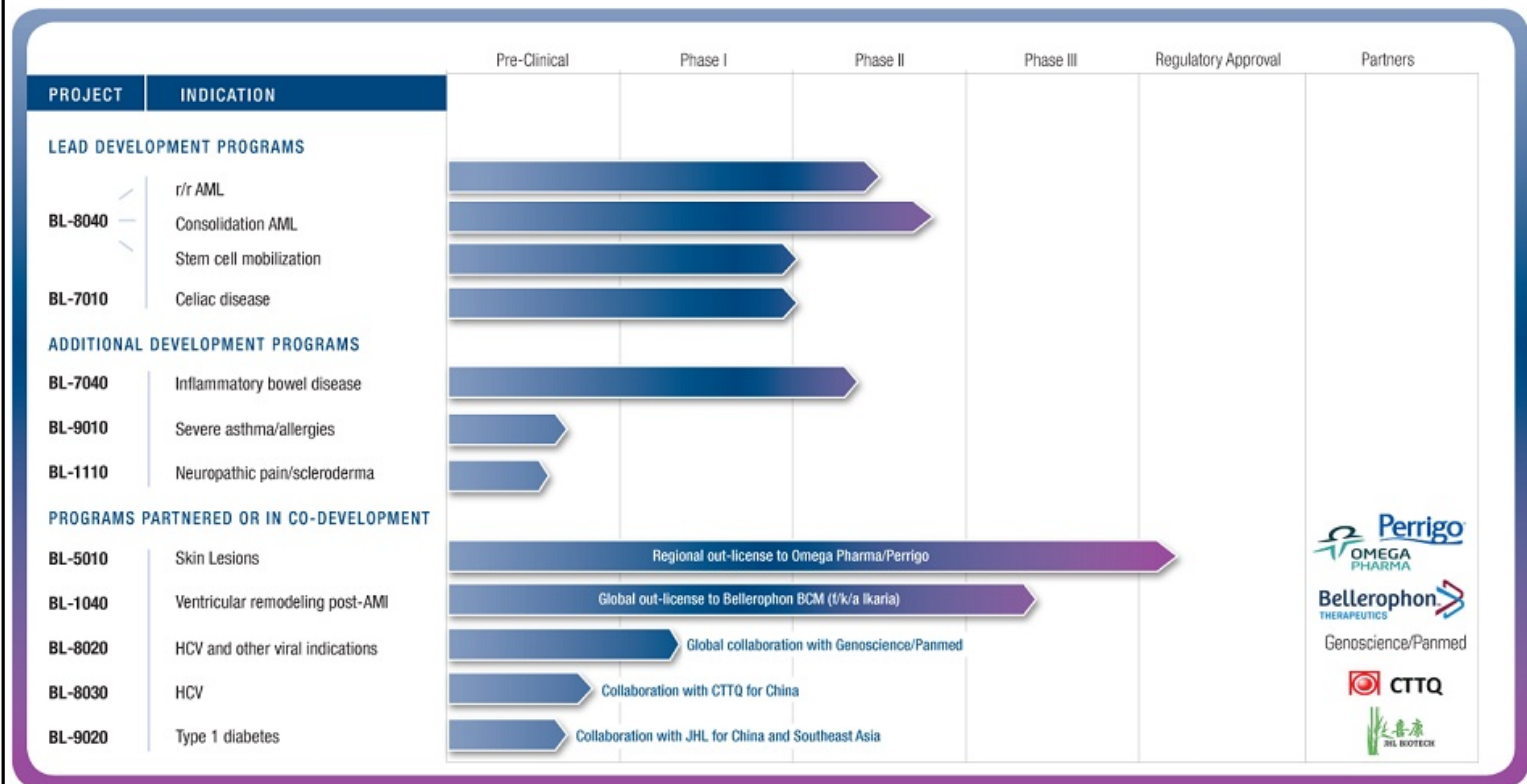 Pre-Clinical Phase I Phase II Phase III Regulatory Approval Partners
PROJECT INDICATION
LEAD DEVELOPMENT PROGRAMS
r/r AML
BL-8040 Consolidation AML
Stem cell mobilization
BL-7010 Celiac disease
ADDITIONAL DEVELOPMENT PROGRAMS
BL-7040 Inflammatory bowel disease
BL-9010 Severe asthma/allergies
BL-1110 Neuropathic pain/scleroderma
PROGRAMS PARTNERED OR IN CO-DEVELOPMENT
BL-5010 Skin Lesions Regional out-license to Omega Pharma/Perrigo Perrigo
OMEGA
PHARMA
BL-1040 Ventricular remodeling post-AMI Global out-license to Bellerophon BCM (f/k/a Ikaria) Bellerophon
THERAPEUTICS
BL-8020 HCV and other viral indications Global collaboration with Genoscience/Panmed Genoscience/Panmed
BL-8030 HCV Collaboration with CTTQ for China CTTQ
BL-9020 Type 1 diabetes Collaboration with JHL for China and Southeast Asia 喜康
JHL BIOTECH